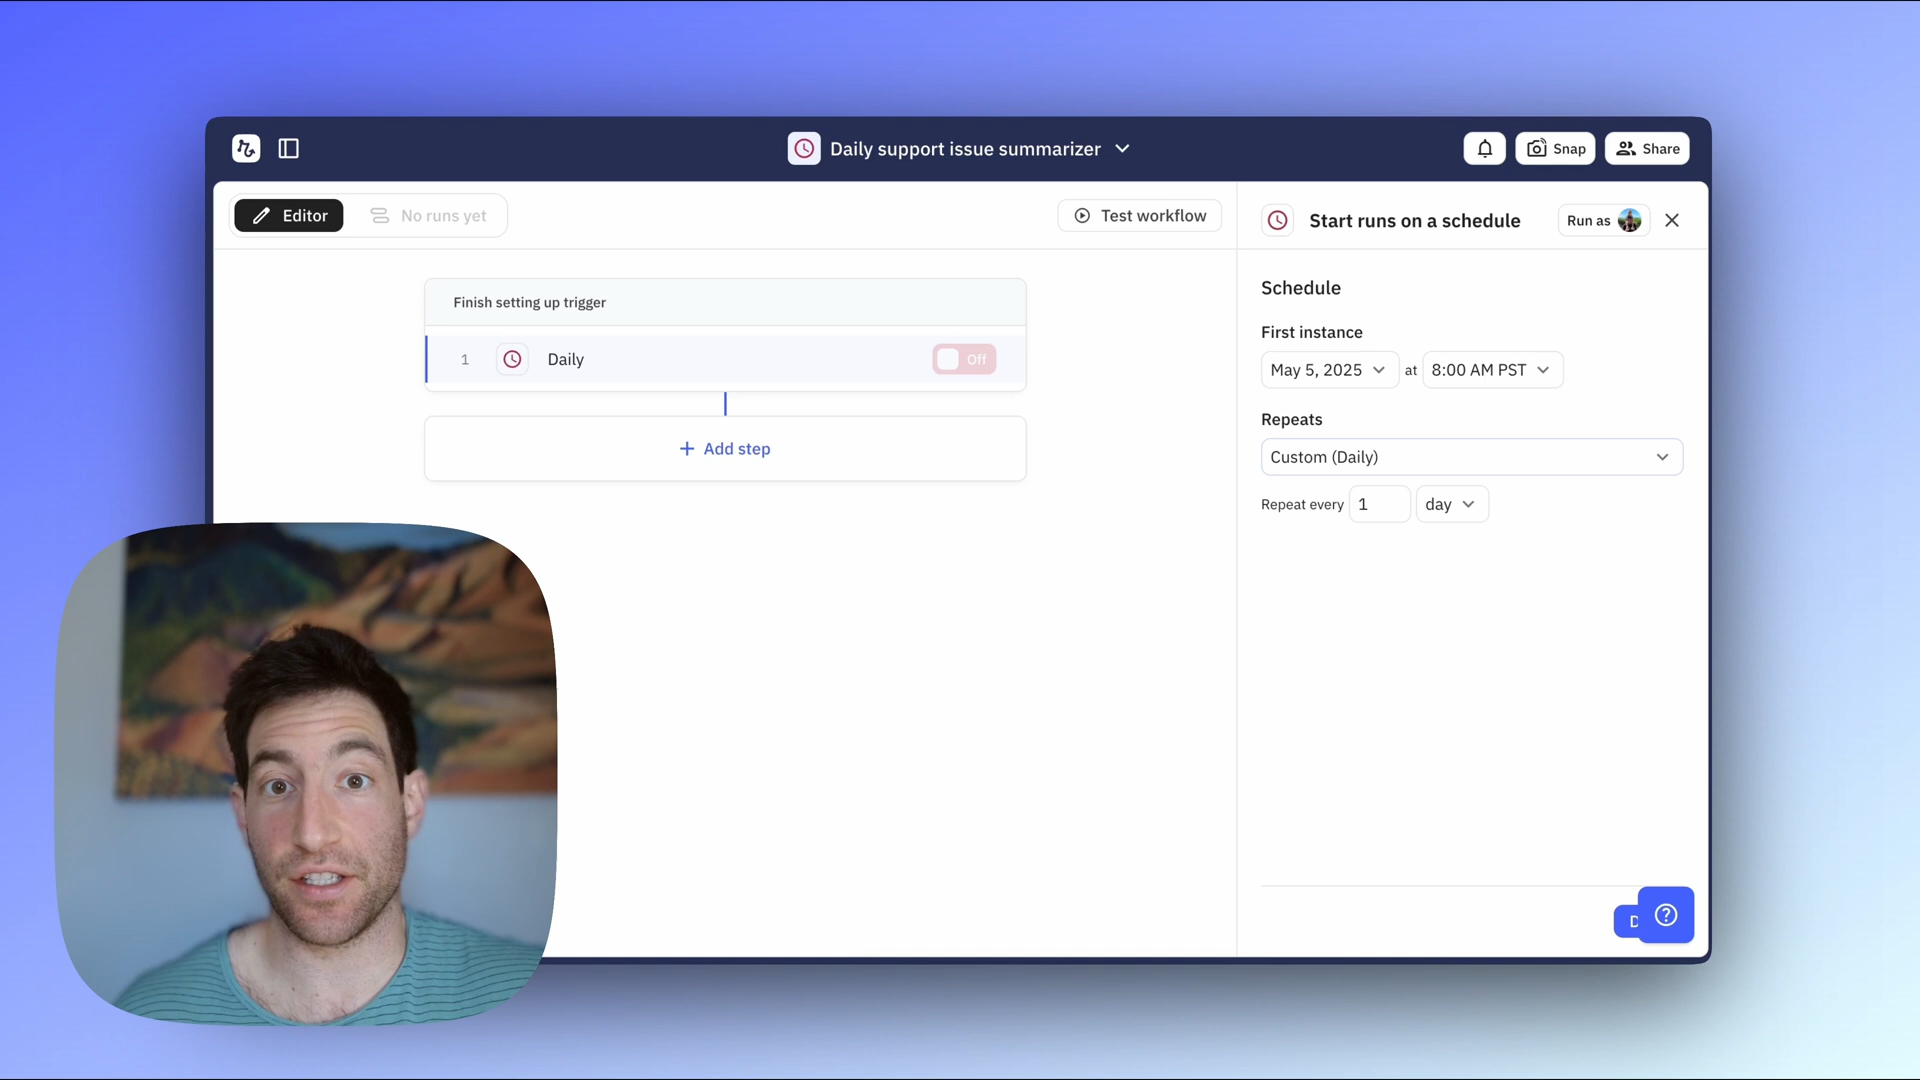 Daily support issue summarizer
Snap
Share
Editor
No runs yet
Test workflow
Start runs on a schedule
Run as
Finish setting up trigger
1
Daily
Off
Add step
Schedule
First instance
May 5, 2025
at
8:00 AM PST
Repeats
Custom (Daily)
Repeat every
1
day